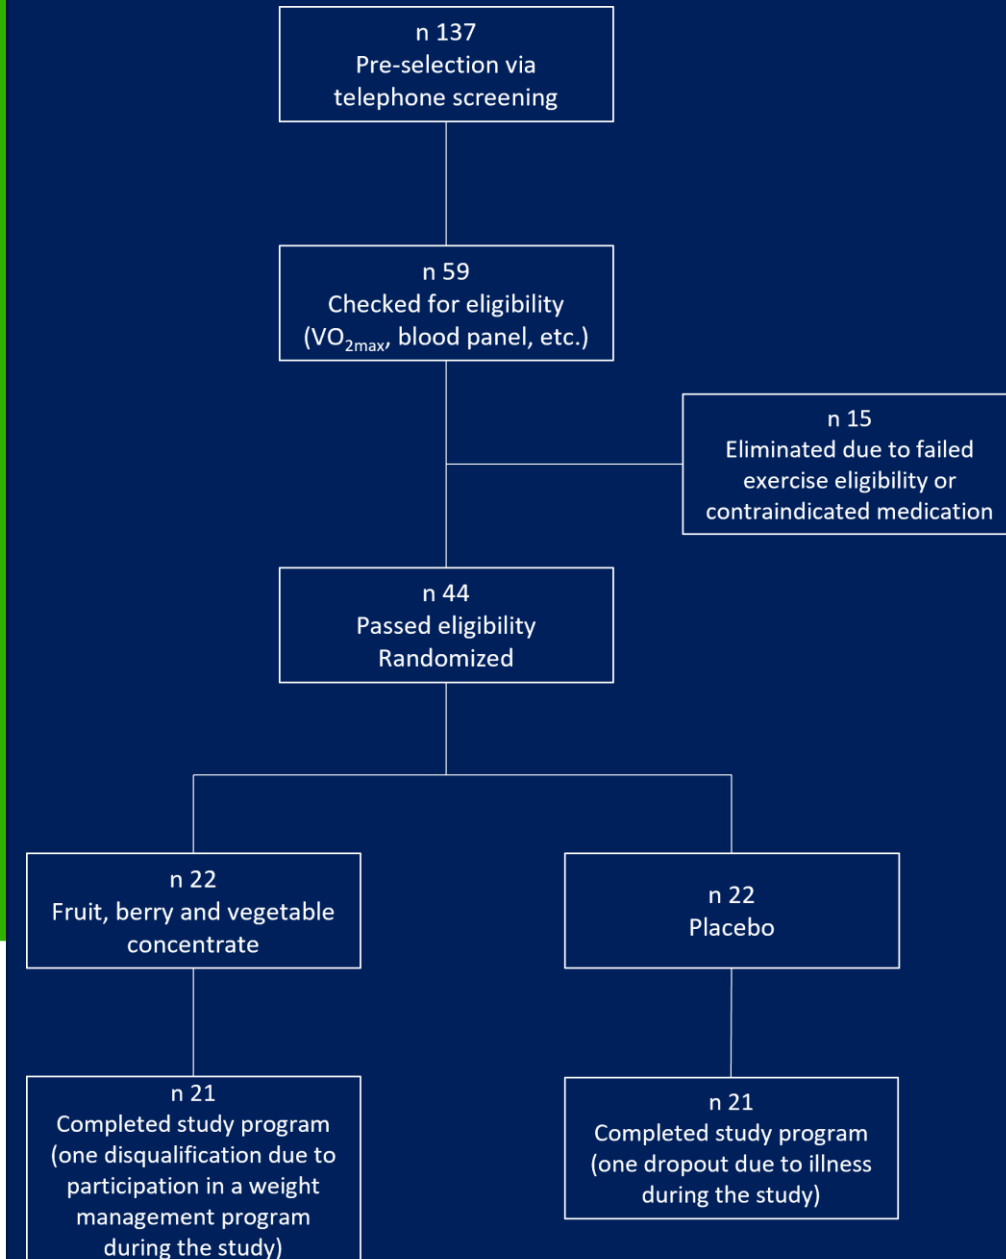 n 137
Pre-selection via
telephone screening
n 59
Checked for eligibility
(VO2max, blood panel, etc.)
n 15
Eliminated due to failed
exercise eligibility or
contraindicated medication
n 44
Passed eligibility
Randomized
n 22
Fruit, berry and vegetable
concentrate
n 22
Placebo
n 21
Completed study program
(one disqualification due to
participation in a weight
management program
during the study)
n 21
Completed study program
(one dropout due to illness
during the study)